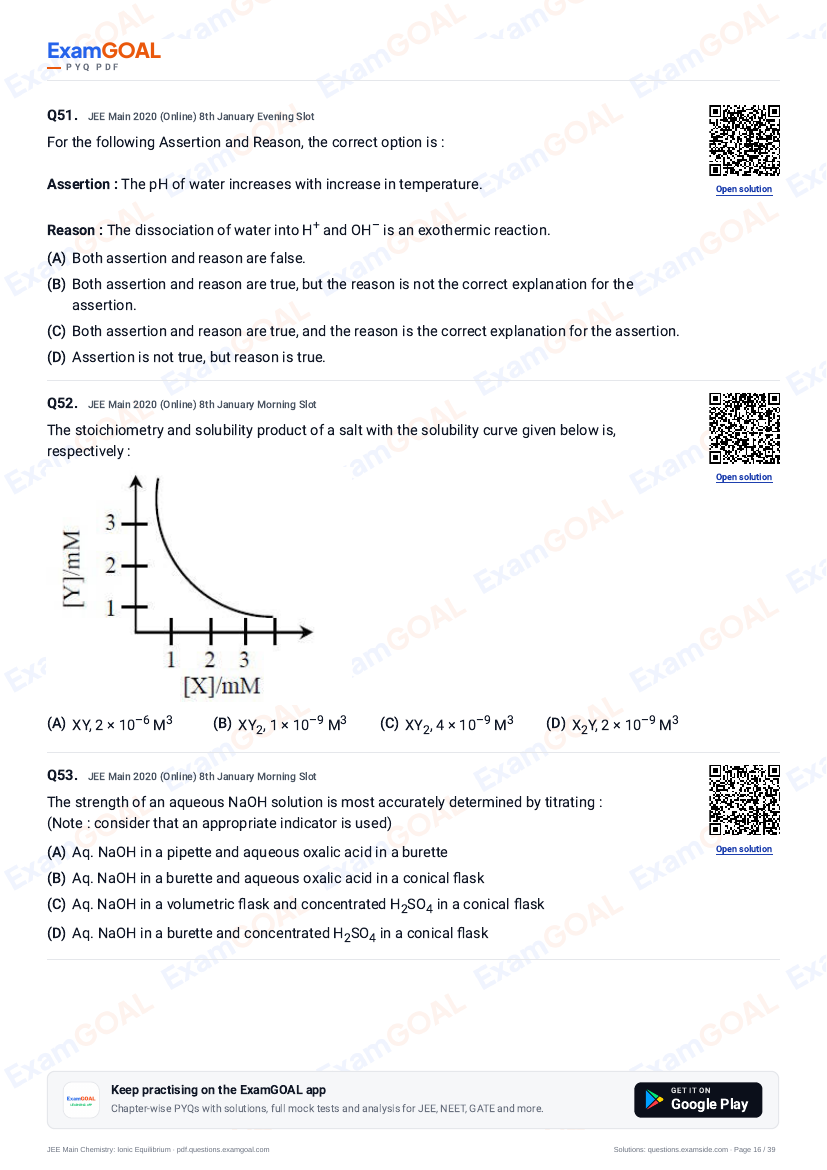 ExamGOAL
PYQ PDF
Q51. JEE Main 2020 (Online) 8th January Evening Slot
For the following Assertion and Reason, the correct option is :
Open solution
Assertion : The pH of water increases with increase in temperature.
Reason : The dissociation of water into H⁺ and OH⁻ is an exothermic reaction.
(A) Both assertion and reason are false.
(B) Both assertion and reason are true, but the reason is not the correct explanation for the
assertion.
(C) Both assertion and reason are true, and the reason is the correct explanation for the assertion.
(D) Assertion is not true, but reason is true.
Q52. JEE Main 2020 (Online) 8th January Morning Slot
The stoichiometry and solubility product of a salt with the solubility curve given below is,
respectively :
Open solution
[Y]/mM
3
2
1
1 2 3
[X]/mM
(A) XY, 2 × 10⁻⁶ M³ (B) XY₂, 1 × 10⁻⁹ M³ (C) XY₂, 4 × 10⁻⁹ M³ (D) X₂Y, 2 × 10⁻⁹ M³
Q53. JEE Main 2020 (Online) 8th January Morning Slot
The strength of an aqueous NaOH solution is most accurately determined by titrating :
(Note : consider that an appropriate indicator is used)
Open solution
(A) Aq. NaOH in a pipette and aqueous oxalic acid in a burette
(B) Aq. NaOH in a burette and aqueous oxalic acid in a conical flask
(C) Aq. NaOH in a volumetric flask and concentrated H₂SO₄ in a conical flask
(D) Aq. NaOH in a burette and concentrated H₂SO₄ in a conical flask
ExamGOAL
Keep practising on the ExamGOAL app
Chapter-wise PYQs with solutions, full mock tests and analysis for JEE, NEET, GATE and more.
GET IT ON
Google Play
JEE Main Chemistry: Ionic Equilibrium · pdf.questions.examgoal.com
Solutions: questions.examside.com · Page 16 / 39